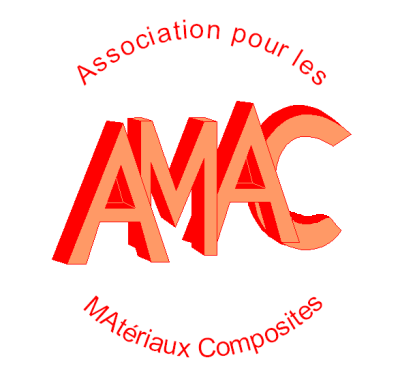 Association pour les
AMAC
MAtériaux Composites